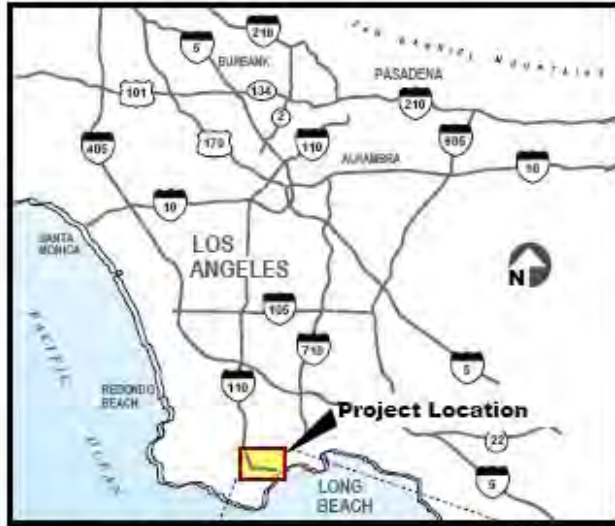 210
5
SAN GABRIEL MOUNTAINS
BURBANK
PASADENA
101
134
210
2
405
170
110
605
ALHAMBRA
10
10
SANTA
MONICA
LOS
ANGELES
N
PACIFIC
OCEAN
105
710
5
110
REDONDO
BEACH
Project Location
22
LONG
BEACH
5